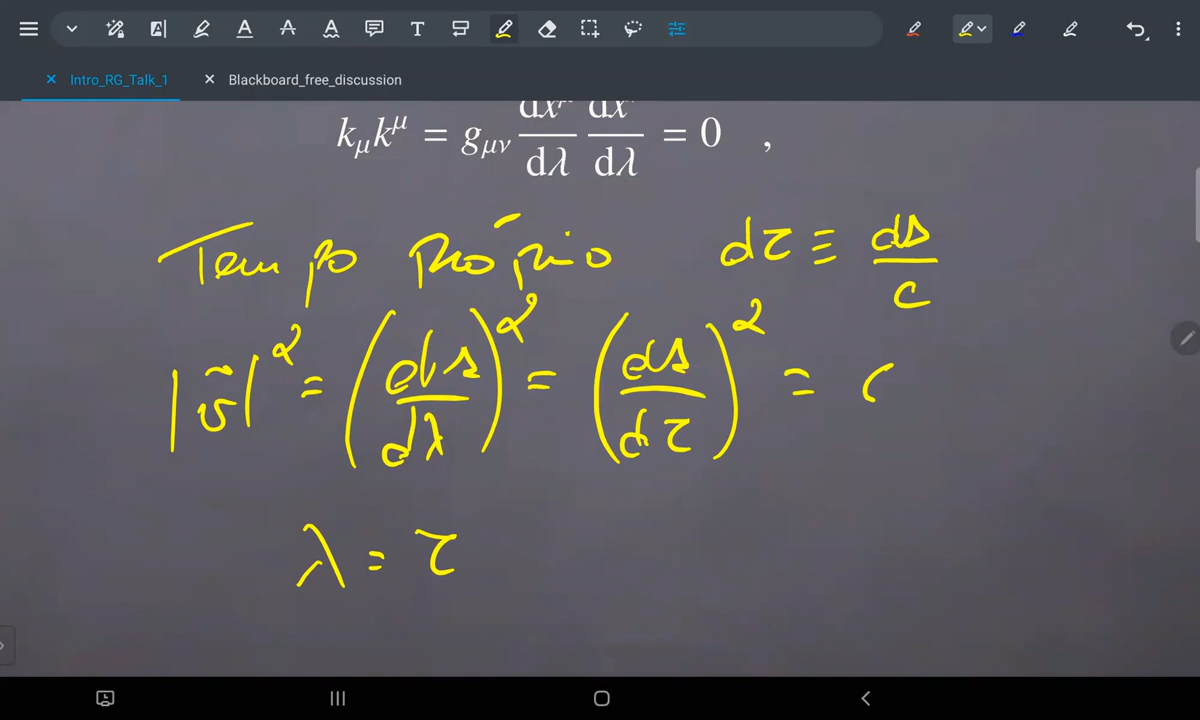 Intro_RG_Talk_1
Blackboard_free_discussion
k_μ k^μ = g_μν dx^μ/dλ dx/dλ = 0 ,
Tempo próprio dτ ≡ ds/c
|v⃗|² = (ds/dλ)² = (ds/dτ)² = c
λ = τ